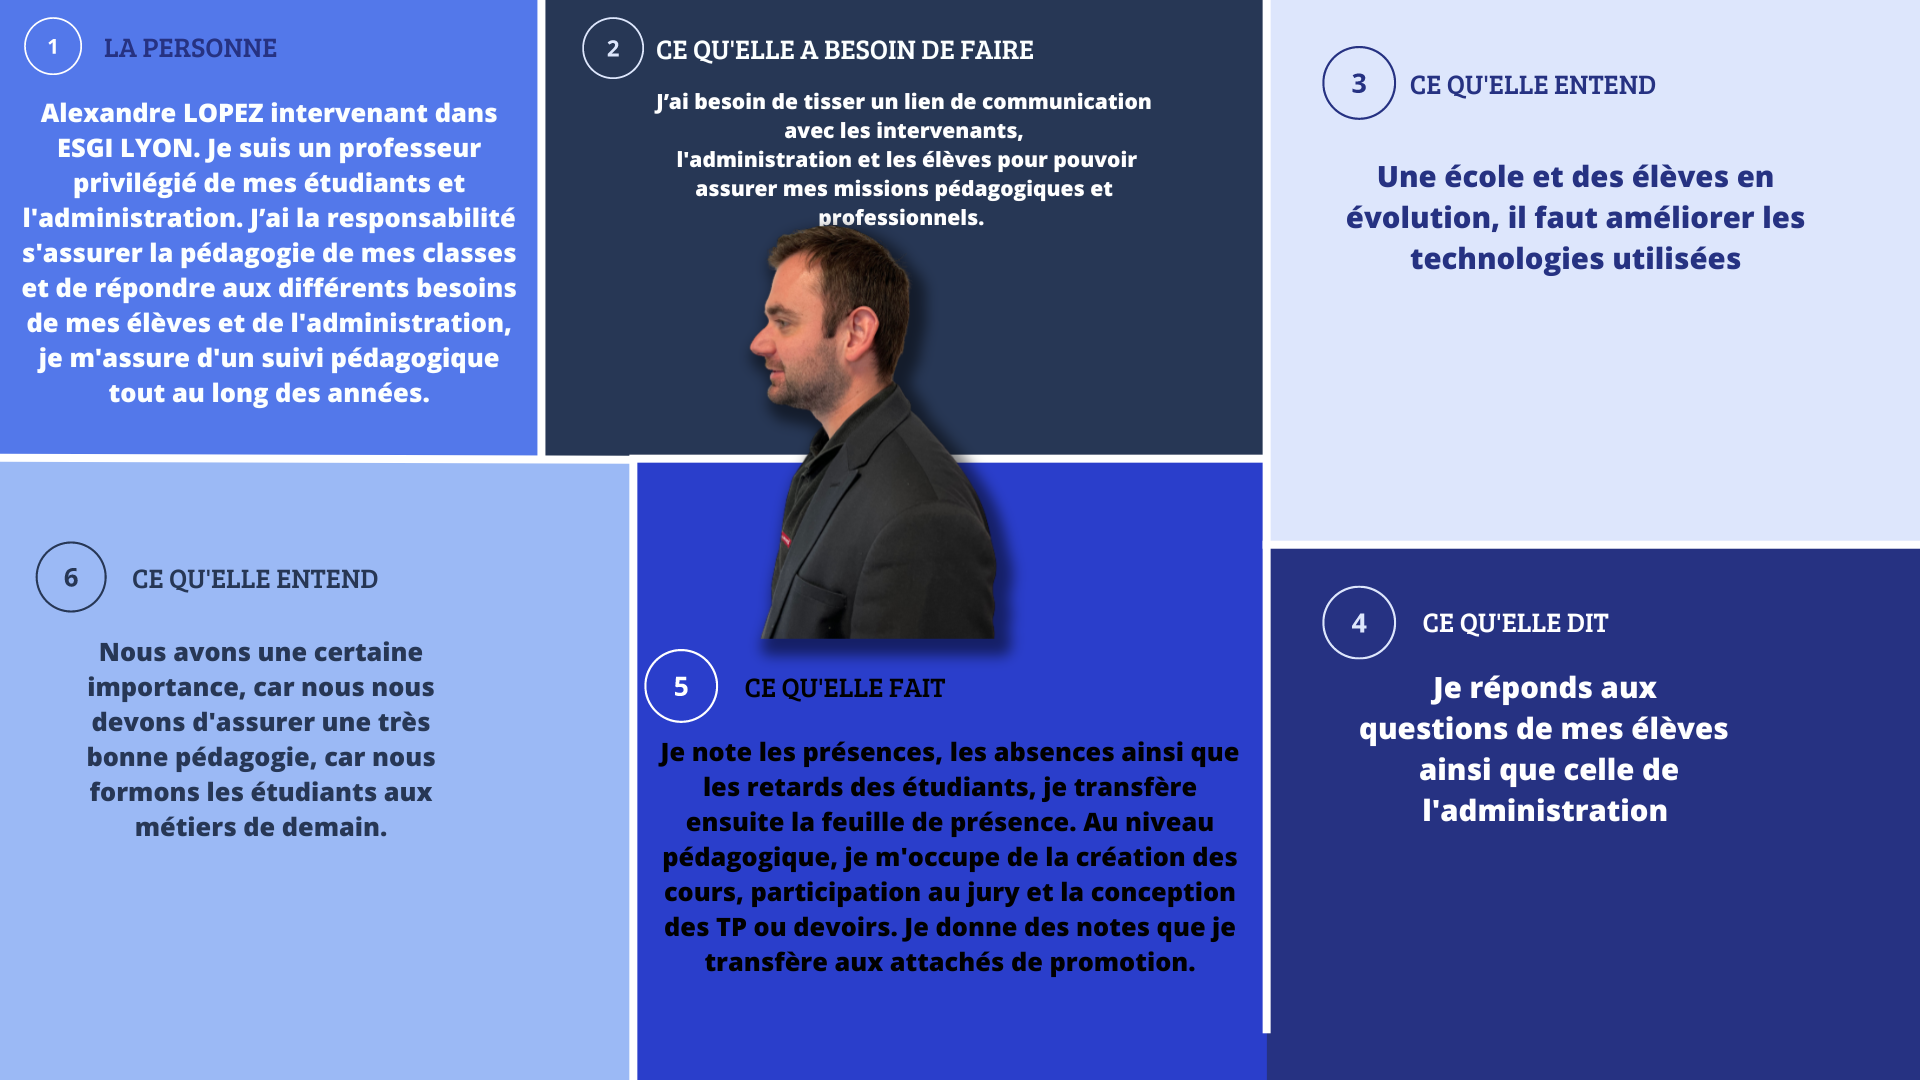 1
LA PERSONNE
Alexandre LOPEZ intervenant dans
ESGI LYON. Je suis un professeur
privilégié de mes étudiants et
l'administration. J’ai la responsabilité
s'assurer la pédagogie de mes classes
et de répondre aux différents besoins
de mes élèves et de l'administration,
je m'assure d'un suivi pédagogique
tout au long des années.
2
CE QU'ELLE A BESOIN DE FAIRE
J’ai besoin de tisser un lien de communication
avec les intervenants,
l'administration et les élèves pour pouvoir
assurer mes missions pédagogiques et
professionnels.
3
CE QU'ELLE ENTEND
Une école et des élèves en
évolution, il faut améliorer les
technologies utilisées
4
CE QU'ELLE DIT
Je réponds aux
questions de mes élèves
ainsi que celle de
l'administration
5
CE QU'ELLE FAIT
Je note les présences, les absences ainsi que
les retards des étudiants, je transfère
ensuite la feuille de présence. Au niveau
pédagogique, je m'occupe de la création des
cours, participation au jury et la conception
des TP ou devoirs. Je donne des notes que je
transfère aux attachés de promotion.
6
CE QU'ELLE ENTEND
Nous avons une certaine
importance, car nous nous
devons d'assurer une très
bonne pédagogie, car nous
formons les étudiants aux
métiers de demain.